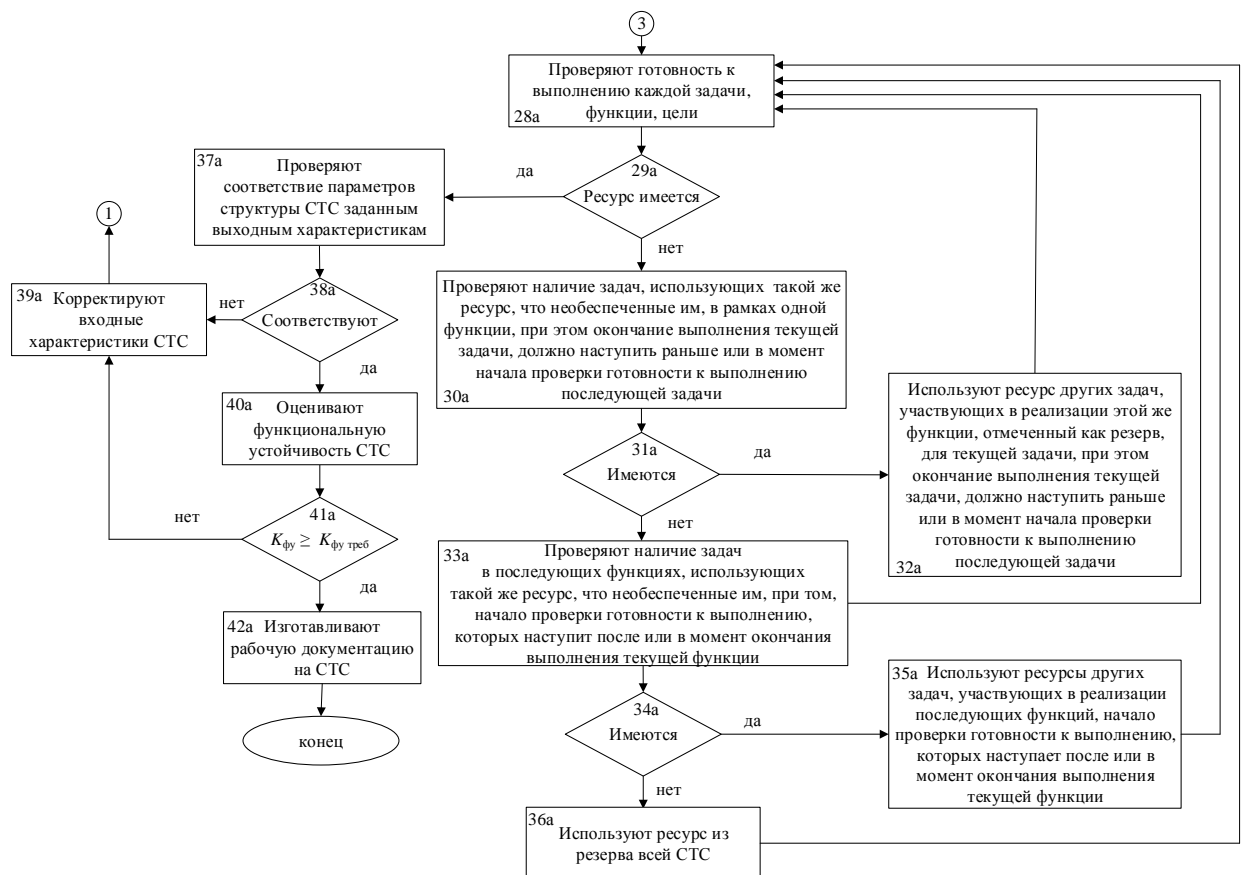 3
Проверяют готовность к
выполнению каждой задачи,
функции, цели
28а
29а
Ресурс имеется
да
нет
37а
Проверяют
соответствие параметров
структуры СТС заданным
выходным характеристикам
1
38а
Соответствуют
нет
да
39а Корректируют
входные
характеристики СТС
Проверяют наличие задач, использующих такой же
ресурс, что необеспеченные им, в рамках одной
функции, при этом окончание выполнения текущей
задачи, должно наступить раньше или в момент
начала проверки готовности к выполнению
последующей задачи
30а
31а
Имеются
да
нет
Используют ресурс других задач,
участвующих в реализации этой же
функции, отмеченный как резерв,
для текущей задачи, при этом
окончание выполнения текущей
задачи, должно наступить раньше
или в момент начала проверки
готовности к выполнению
последующей задачи
32а
40а Оценивают
функциональную
устойчивость СТС
41а
Kфу ≥ Kфу треб
нет
да
33а
Проверяют наличие задач
в последующих функциях, использующих
такой же ресурс, что необеспеченные им, при том,
начало проверки готовности к выполнению,
которых наступит после или в момент окончания
выполнения текущей функции
42а Изготавливают
рабочую документацию
на СТС
конец
34а
Имеются
да
нет
35а Используют ресурсы других
задач, участвующих в реализации
последующих функций, начало
проверки готовности к выполнению,
которых наступает после или в
момент окончания выполнения
текущей функции
36а
Используют ресурс из
резерва всей СТС